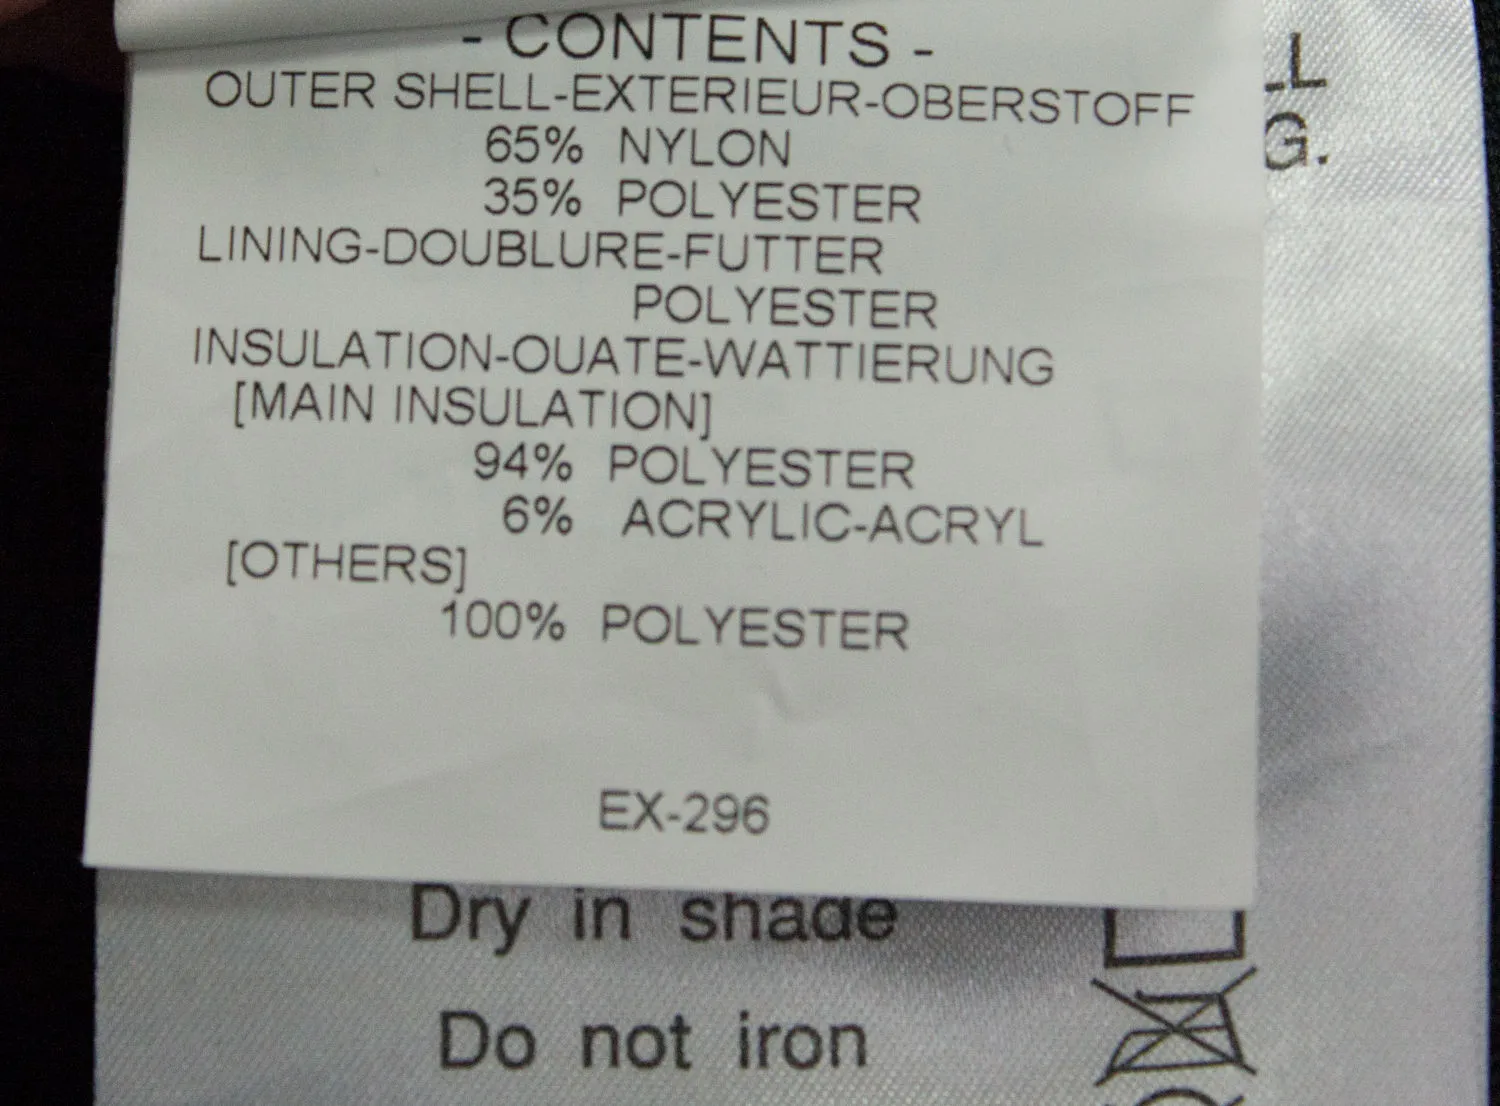 - CONTENTS -
OUTER SHELL-EXTERIEUR-OBERSTOFF
65% NYLON
35% POLYESTER
LINING-DOUBLURE-FUTTER
POLYESTER
INSULATION-OUATE-WATTIERUNG
[MAIN INSULATION]
94% POLYESTER
6% ACRYLIC-ACRYL
[OTHERS]
100% POLYESTER
EX-296
Dry in shade
Do not iron